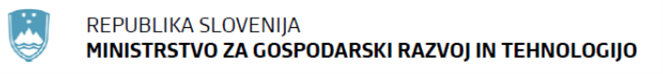 REPUBLIKA SLOVENIJA
MINISTRSTVO ZA GOSPODARSKI RAZVOJ IN TEHNOLOGIJO